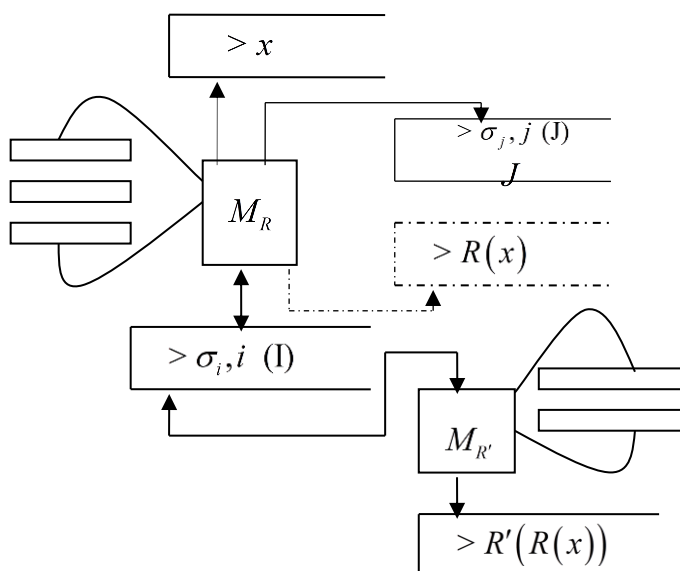 > x
> σ_j, j (J)
J
M_R
> R(x)
> σ_i, i (I)
M_R'
> R'(R(x))